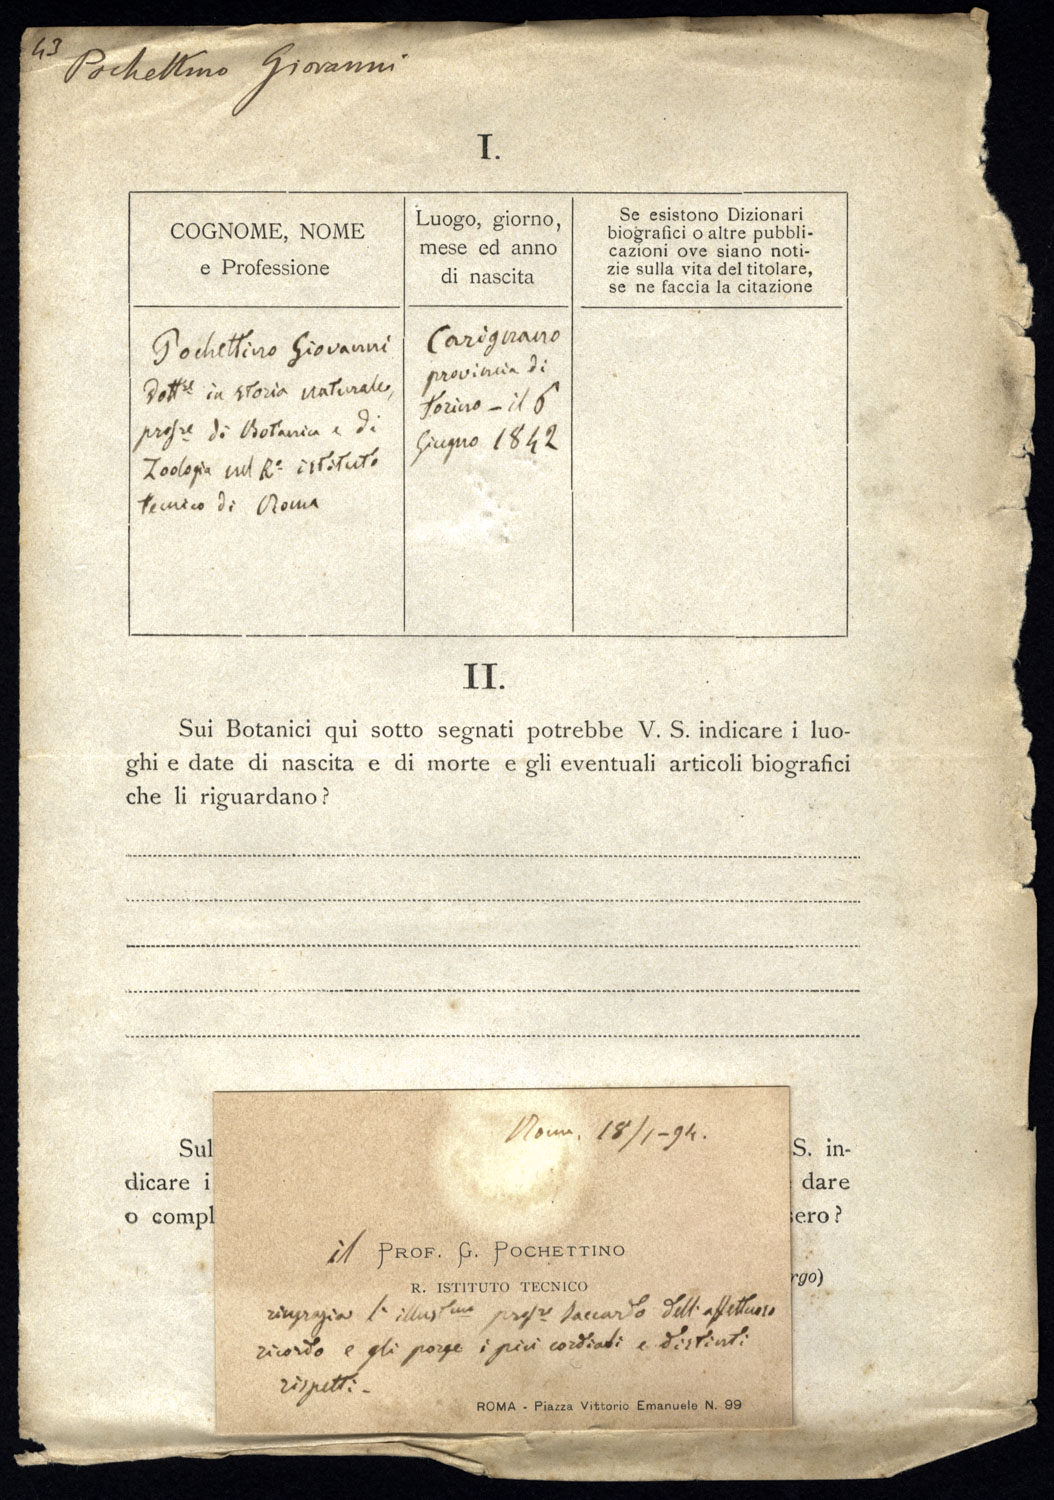 43 Pochettino Giovanni
I.
COGNOME, NOME
e Professione
Luogo, giorno,
mese ed anno
di nascita
Se esistono Dizionari
biografici o altre pubbli-
cazioni ove siano noti-
zie sulla vita del titolare,
se ne faccia la citazione
Pochettino Giovanni
Dottre in storia naturale,
profre di Botanica e di
Zoologia nel Ro istituto
tecnico di Roma
Carignano
provincia di
Torino - il 6
Giugno 1842
II.
Sui Botanici qui sotto segnati potrebbe V. S. indicare i luo-
ghi e date di nascita e di morte e gli eventuali articoli biografici
che li riguardano?
Sul
S. in-
dicare i
dare
o compl
sero?
rgo)
Roma, 18/1-94.
il PROF. G. POCHETTINO
R. ISTITUTO TECNICO
ringrazia l' illustmo profre Saccardo dell' affettuoso
ricordo e gli porge i più cordiali e distinti
rispetti.-
ROMA - Piazza Vittorio Emanuele N. 99